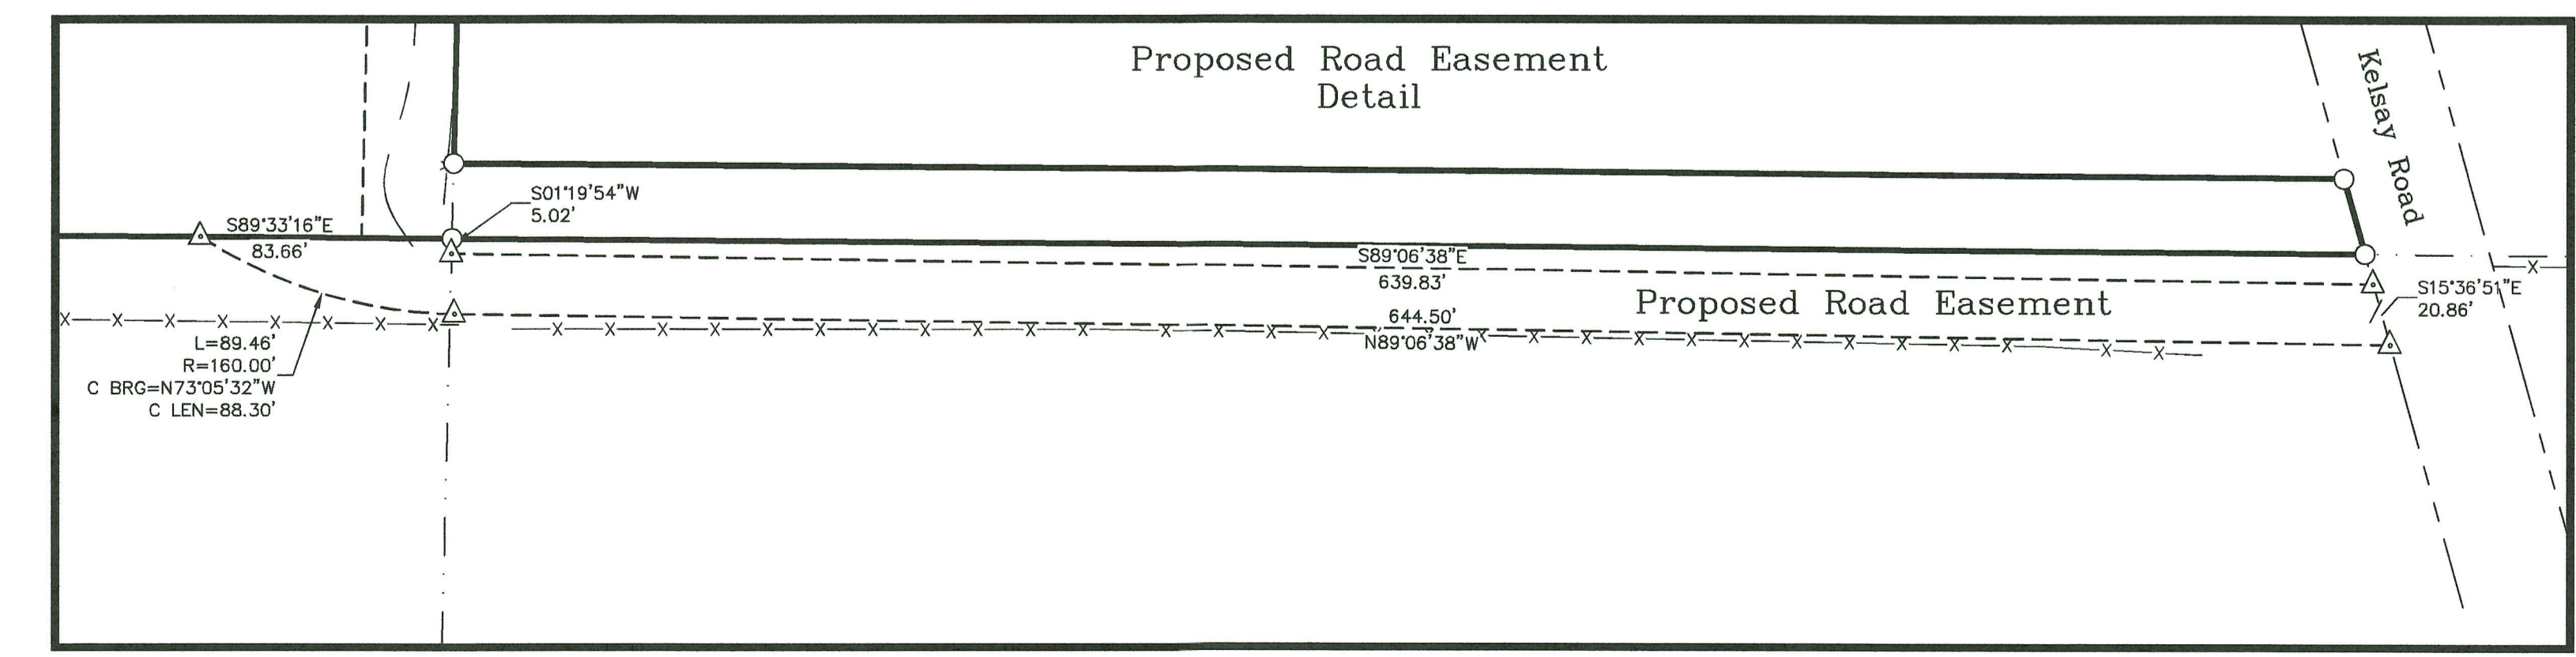 Proposed Road Easement
Detail
Kelsay Road
S01°19'54"W
5.02'
S89°33'16"E
83.66'
S89°06'38"E
639.83'
S15°36'51"E
20.86'
Proposed Road Easement
644.50'
N89°06'38"W
L=89.46'
R=160.00'
C BRG=N73°05'32"W
C LEN=88.30'